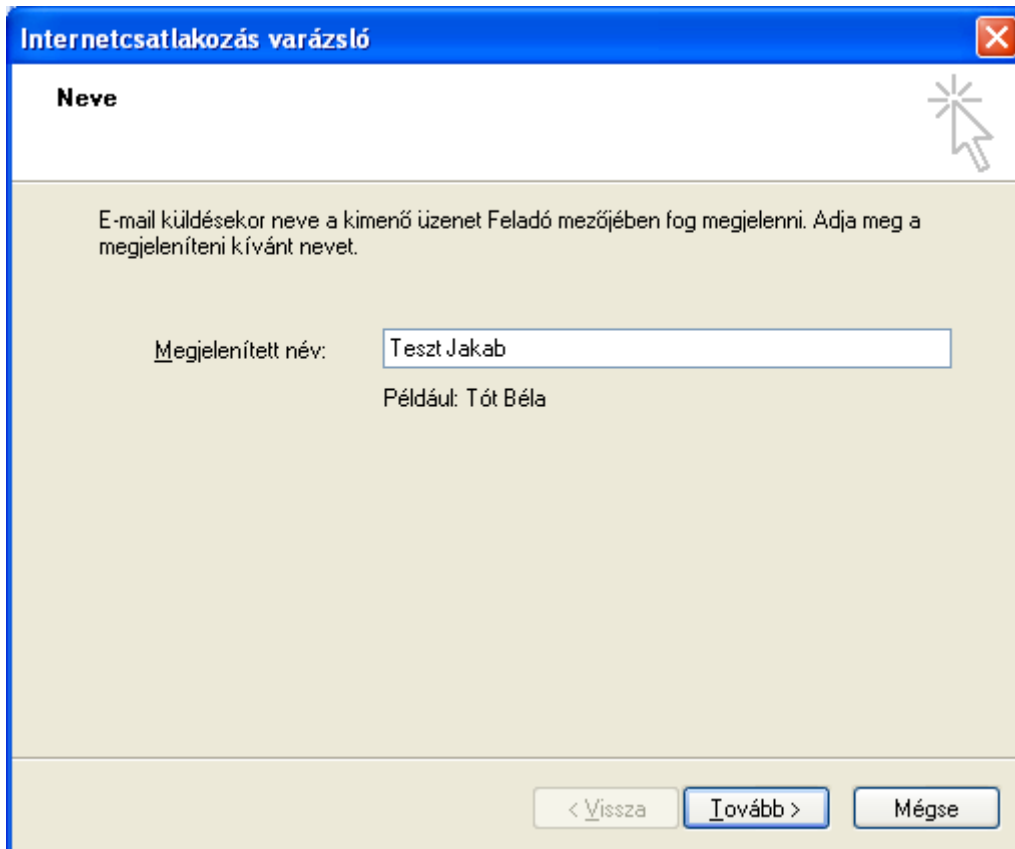 Internetcsatlakozás varázsló
Neve
E-mail küldésekor neve a kimenő üzenet Feladó mezőjében fog megjelenni. Adja meg a
megjeleníteni kívánt nevet.
Megjelenített név:
Teszt Jakab
Például: Tót Béla
< Vissza
Tovább >
Mégse